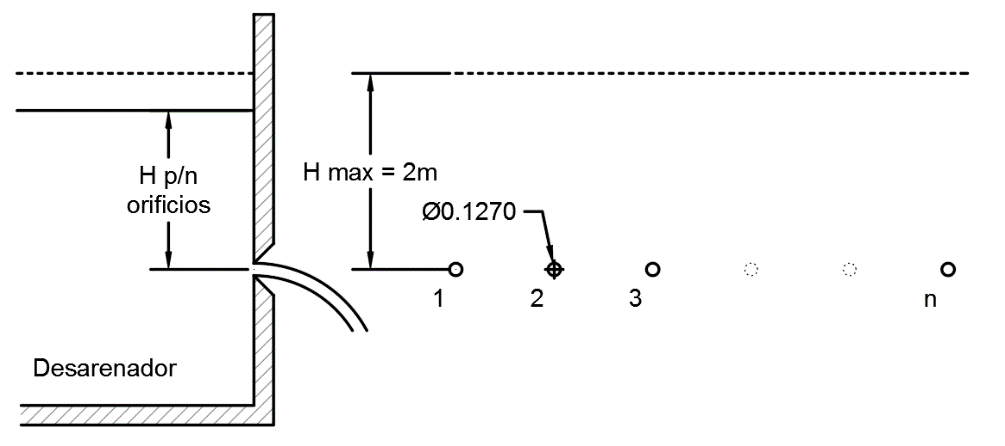 H p/n
orificios
H max = 2m
Ø0.1270
1
2
3
n
Desarenador